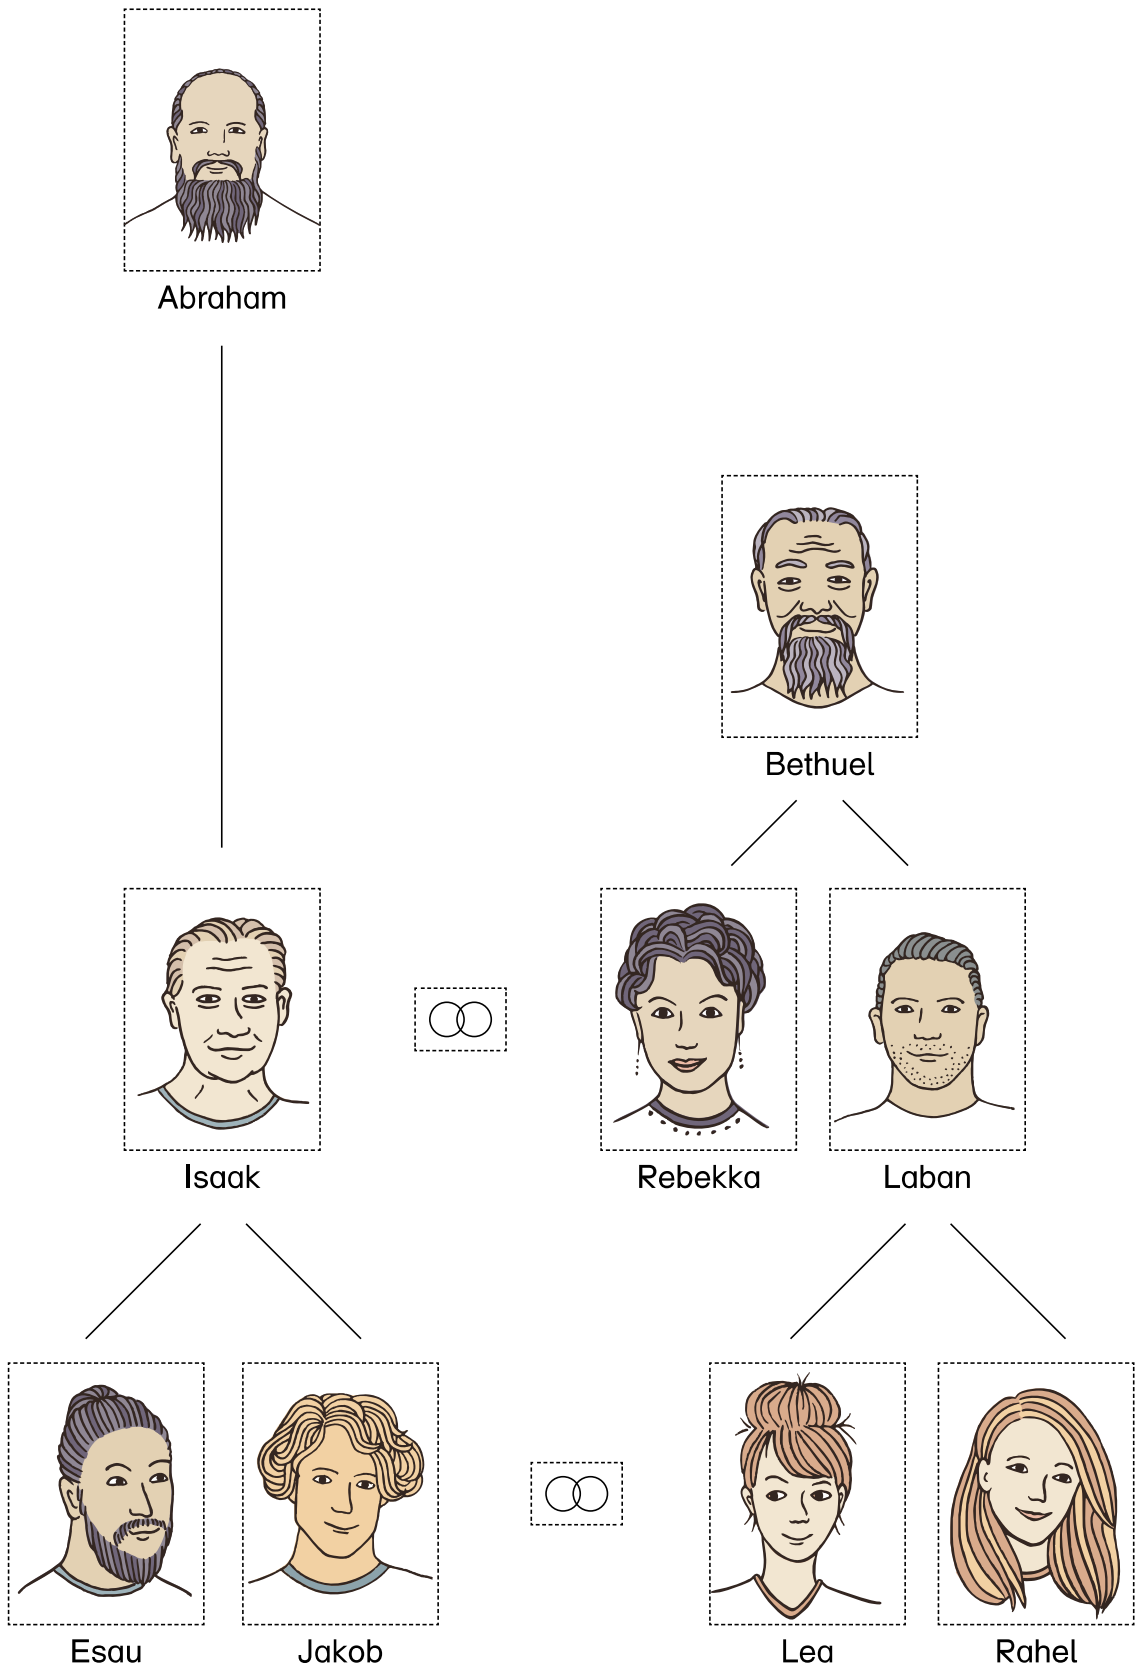 Abraham
Bethuel
Isaak
Rebekka
Laban
Esau
Jakob
Lea
Rahel